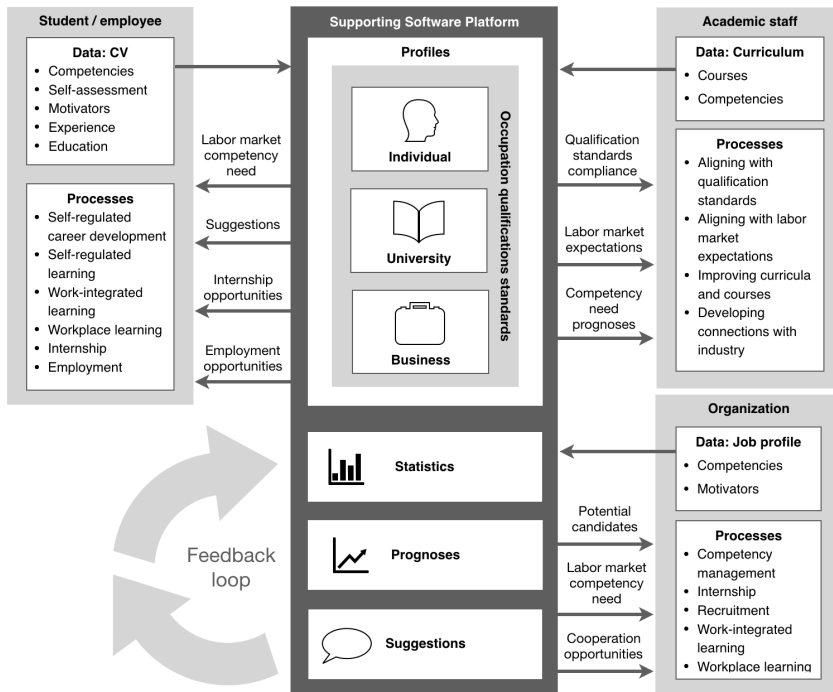 Student / employee
Data: CV
• Competencies
• Self-assessment
• Motivators
• Experience
• Education
Processes
• Self-regulated
career development
• Self-regulated
learning
• Work-integrated
learning
• Workplace learning
• Internship
• Employment
Labor market
competency
need
Suggestions
Internship
opportunities
Employment
opportunities
Feedback
loop
Supporting Software Platform
Profiles
Individual
University
Business
Occupation qualifications standards
Statistics
Prognoses
Suggestions
Qualification
standards
compliance
Labor market
expectations
Competency
need
prognoses
Academic staff
Data: Curriculum
• Courses
• Competencies
Processes
• Aligning with
qualification
standards
• Aligning with labor
market
expectations
• Improving curricula
and courses
• Developing
connections with
industry
Potential
candidates
Labor market
competency
need
Cooperation
opportunities
Organization
Data: Job profile
• Competencies
• Motivators
Processes
• Competency
management
• Internship
• Recruitment
• Work-integrated
learning
• Workplace learning